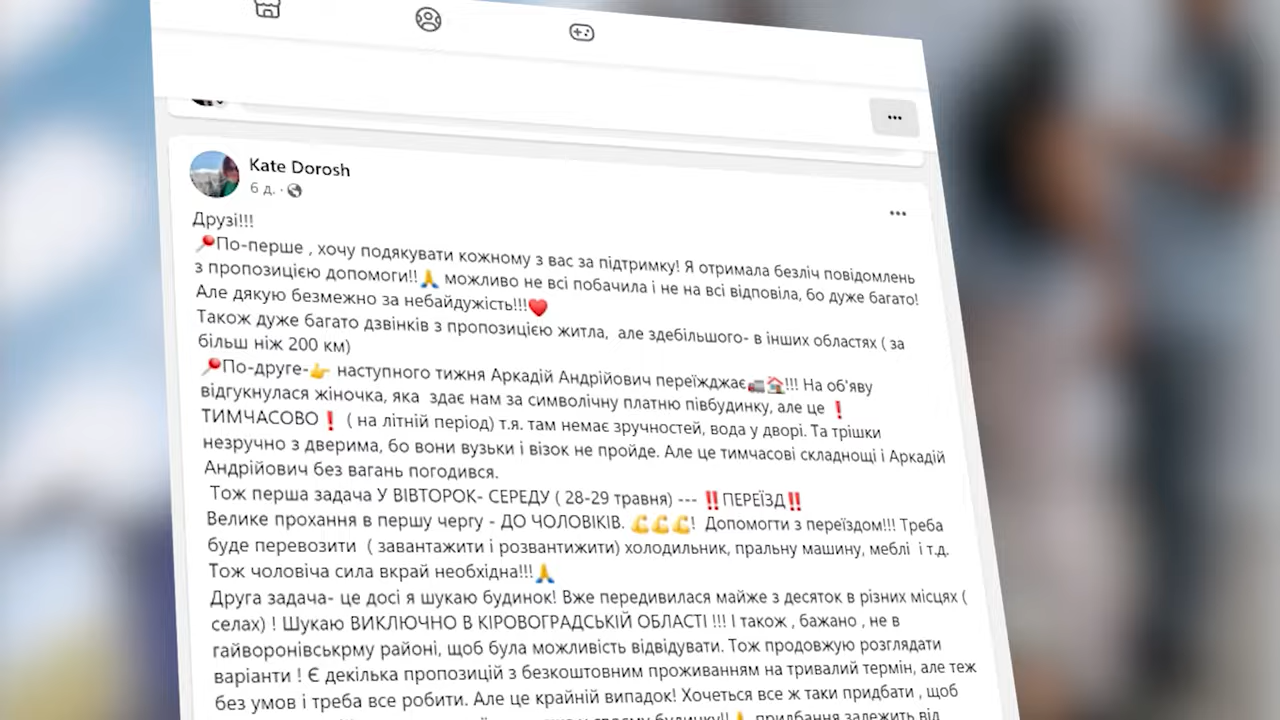 Kate Dorosh
6 д. ·
Друзі!!!
📍По-перше , хочу подякувати кожному з вас за підтримку! Я отримала безліч повідомлень
з пропозицією допомоги!!🙏 можливо не всі побачила і не на всі відповіла, бо дуже багато!
Але дякую безмежно за небайдужість!!!♥️
Також дуже багато дзвінків з пропозицією житла, але здебільшого- в інших областях ( за
більш ніж 200 км)
📍По-друге-👉 наступного тижня Аркадій Андрійович переїжджає🚛🏠!!! На об'яву
відгукнулася жіночка, яка здає нам за символічну платню півбудинку, але це ❗
ТИМЧАСОВО❗ ( на літній період) т.я. там немає зручностей, вода у дворі. Та трішки
незручно з дверима, бо вони вузьки і візок не пройде. Але це тимчасові складнощі і Аркадій
Андрійович без вагань погодився.
Тож перша задача У ВІВТОРОК- СЕРЕДУ ( 28-29 травня) --- ‼️ПЕРЕЇЗД‼️
Велике прохання в першу чергу - ДО ЧОЛОВІКІВ. 💪💪💪! Допомогти з переїздом!!! Треба
буде перевозити ( завантажити і розвантижити) холодильник, пральну машину, меблі і т.д.
Тож чоловіча сила вкрай необхідна!!!🙏
Друга задача- це досі я шукаю будинок! Вже передивилася майже з десяток в різних місцях (
селах) ! Шукаю ВИКЛЮЧНО В КІРОВОГРАДСЬКІЙ ОБЛАСТІ !!! І також , бажано , не в
гайворонівськрму районі, щоб була можливість відвідувати. Тож продовжую розглядати
варіанти ! Є декілька пропозицій з безкоштовним проживанням на тривалий термін, але теж
без умов і треба все робити. Але це крайній випадок! Хочеться все ж таки придбати , щоб
у своєму будинку!!🙏 придбання залежить від